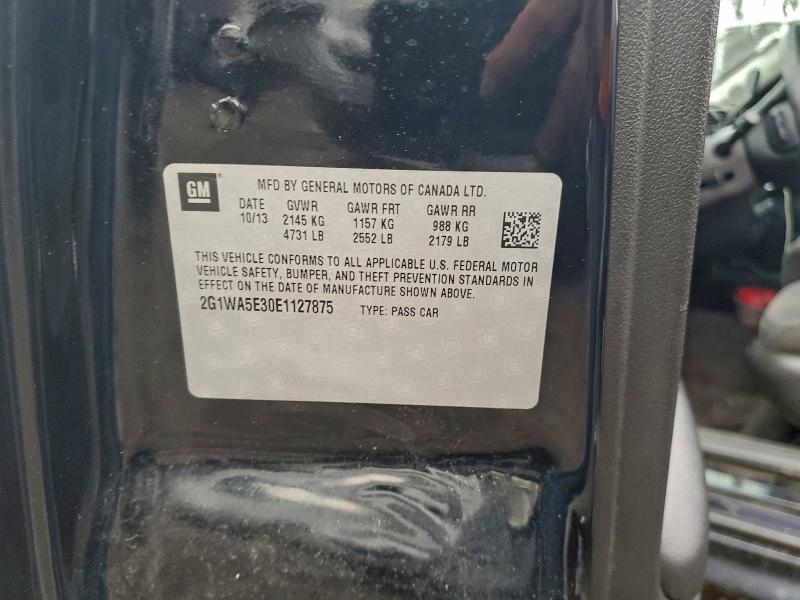 GM
MFD BY GENERAL MOTORS OF CANADA LTD.
DATE GVWR GAWR FRT GAWR RR
10/13 2145 KG 1157 KG 988 KG
4731 LB 2552 LB 2179 LB
THIS VEHICLE CONFORMS TO ALL APPLICABLE U.S. FEDERAL MOTOR
VEHICLE SAFETY, BUMPER, AND THEFT PREVENTION STANDARDS IN
EFFECT ON THE DATE OF MANUFACTURE SHOWN ABOVE.
2G1WA5E30E1127875 TYPE: PASS CAR